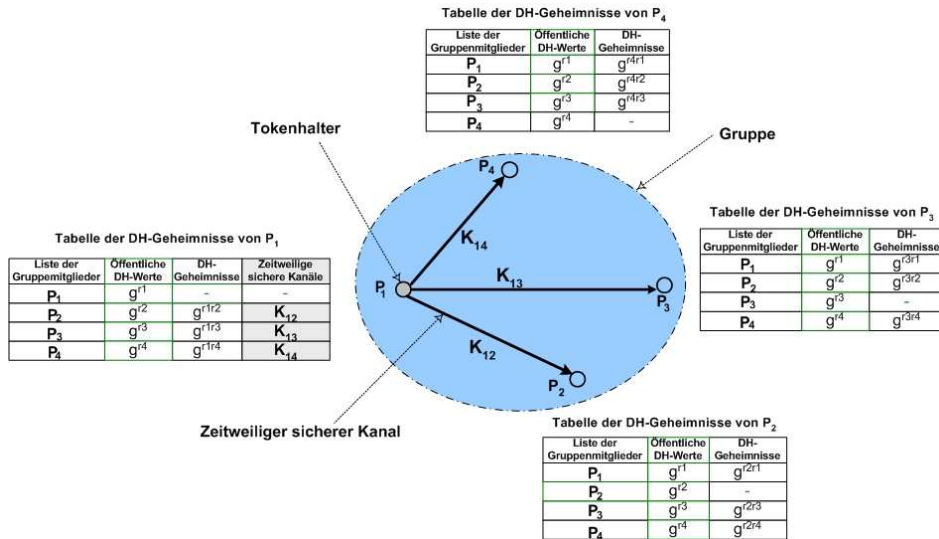 Tabelle der DH-Geheimnisse von P4
Liste der Gruppenmitglieder Öffentliche DH-Werte DH-Geheimnisse
P1 g^r1 g^r4r1
P2 g^r2 g^r4r2
P3 g^r3 g^r4r3
P4 g^r4 -
Tokenhalter
Gruppe
P4
K14
Tabelle der DH-Geheimnisse von P3
Liste der Gruppenmitglieder Öffentliche DH-Werte DH-Geheimnisse
P1 g^r1 g^r3r1
P2 g^r2 g^r3r2
P3 g^r3 -
P4 g^r4 g^r3r4
Tabelle der DH-Geheimnisse von P1
Liste der Gruppenmitglieder Öffentliche DH-Werte DH-Geheimnisse Zeitweilige sichere Kanäle
P1 g^r1 - -
P2 g^r2 g^r1r2 K12
P3 g^r3 g^r1r3 K13
P4 g^r4 g^r1r4 K14
P1
K13
P3
K12
P2
Zeitweiliger sicherer Kanal
Tabelle der DH-Geheimnisse von P2
Liste der Gruppenmitglieder Öffentliche DH-Werte DH-Geheimnisse
P1 g^r1 g^r2r1
P2 g^r2 -
P3 g^r3 g^r2r3
P4 g^r4 g^r2r4